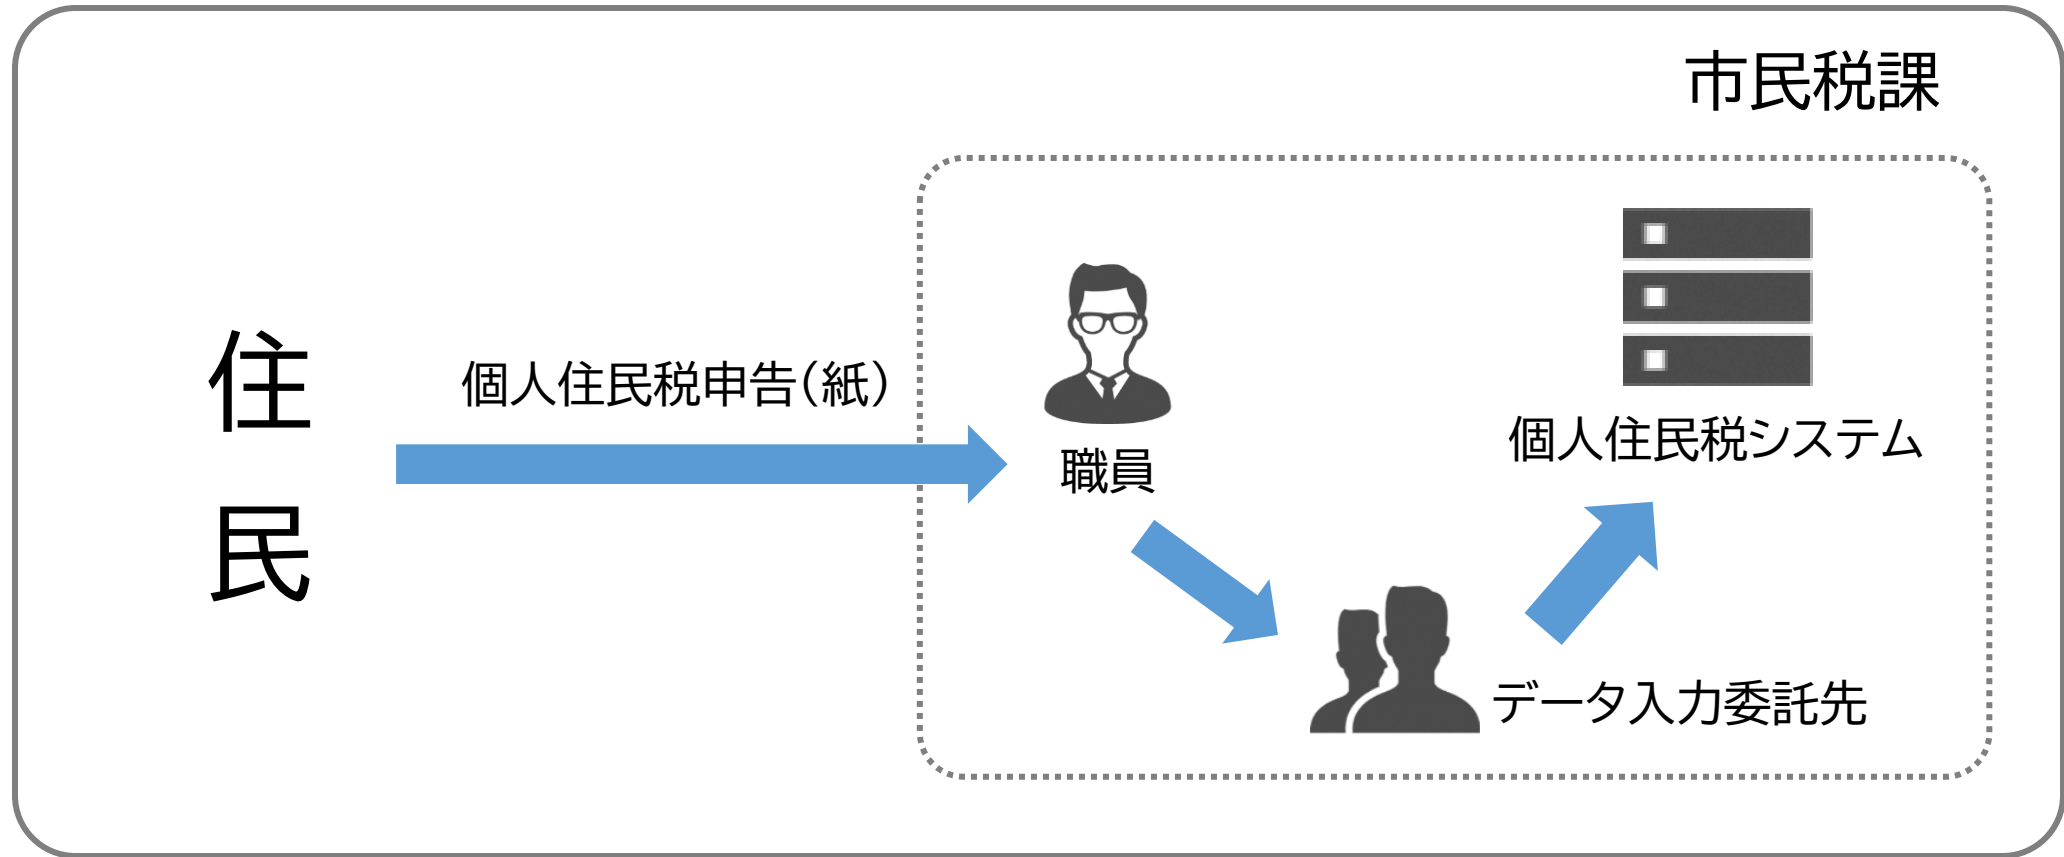 市民税課
住民
個人住民税申告（紙）
職員
個人住民税システム
データ入力委託先